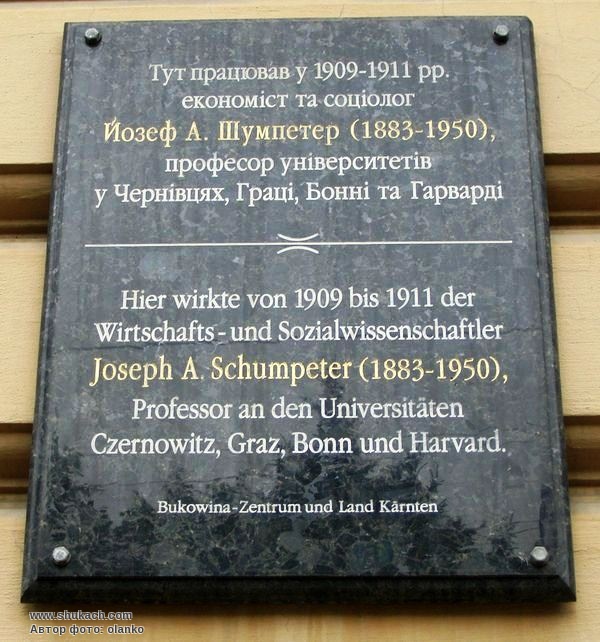 Тут працював у 1909-1911 рр.
економіст та соціолог
Йозеф А. Шумпетер (1883-1950),
професор університетів
у Чернівцях, Граці, Бонні та Гарварді
Hier wirkte von 1909 bis 1911 der
Wirtschafts- und Sozialwissenschaftler
Joseph A. Schumpeter (1883-1950),
Professor an den Universitäten
Czernowitz, Graz, Bonn und Harvard.
Bukowina-Zentrum und Land Kärnten
www.shukach.com
Автор фото: olanko